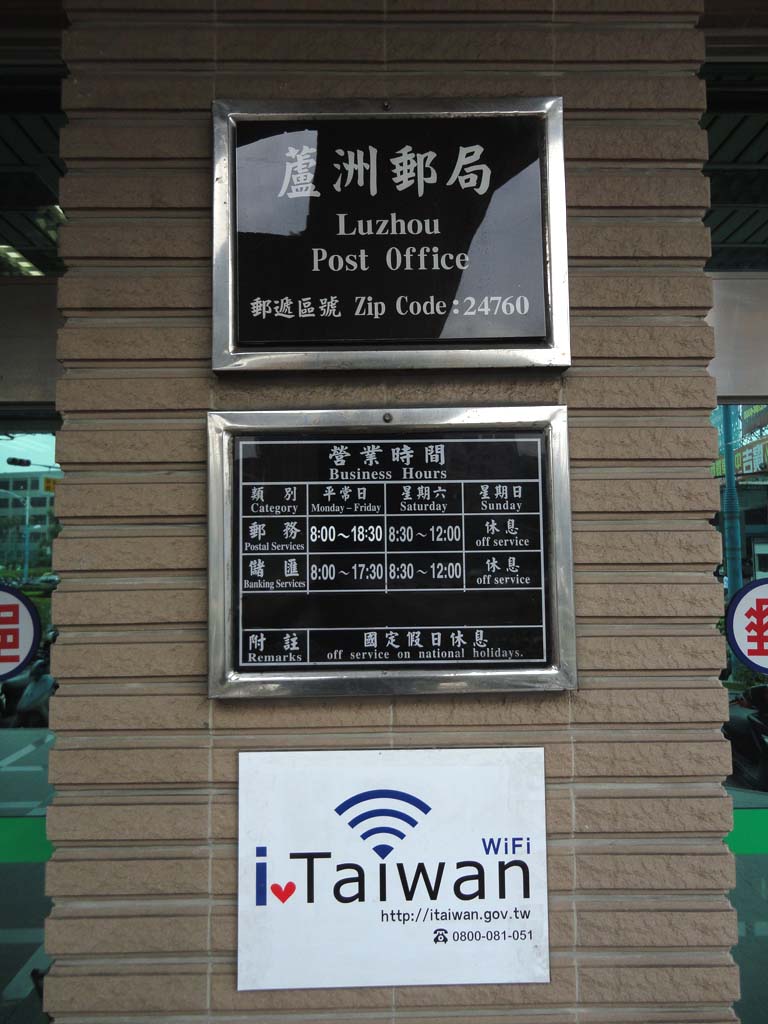 蘆洲郵局
Luzhou
Post Office
郵遞區號 Zip Code:24760
營業時間
Business Hours
類別 平常日 星期六 星期日
Category Monday–Friday Saturday Sunday
郵務 8:00～18:30 8:30～12:00 休息
Postal Services off service
儲匯 8:00～17:30 8:30～12:00 休息
Banking Services off service
附註 國定假日休息
Remarks off service on national holidays.
WiFi
i Taiwan
http://itaiwan.gov.tw
0800-081-051